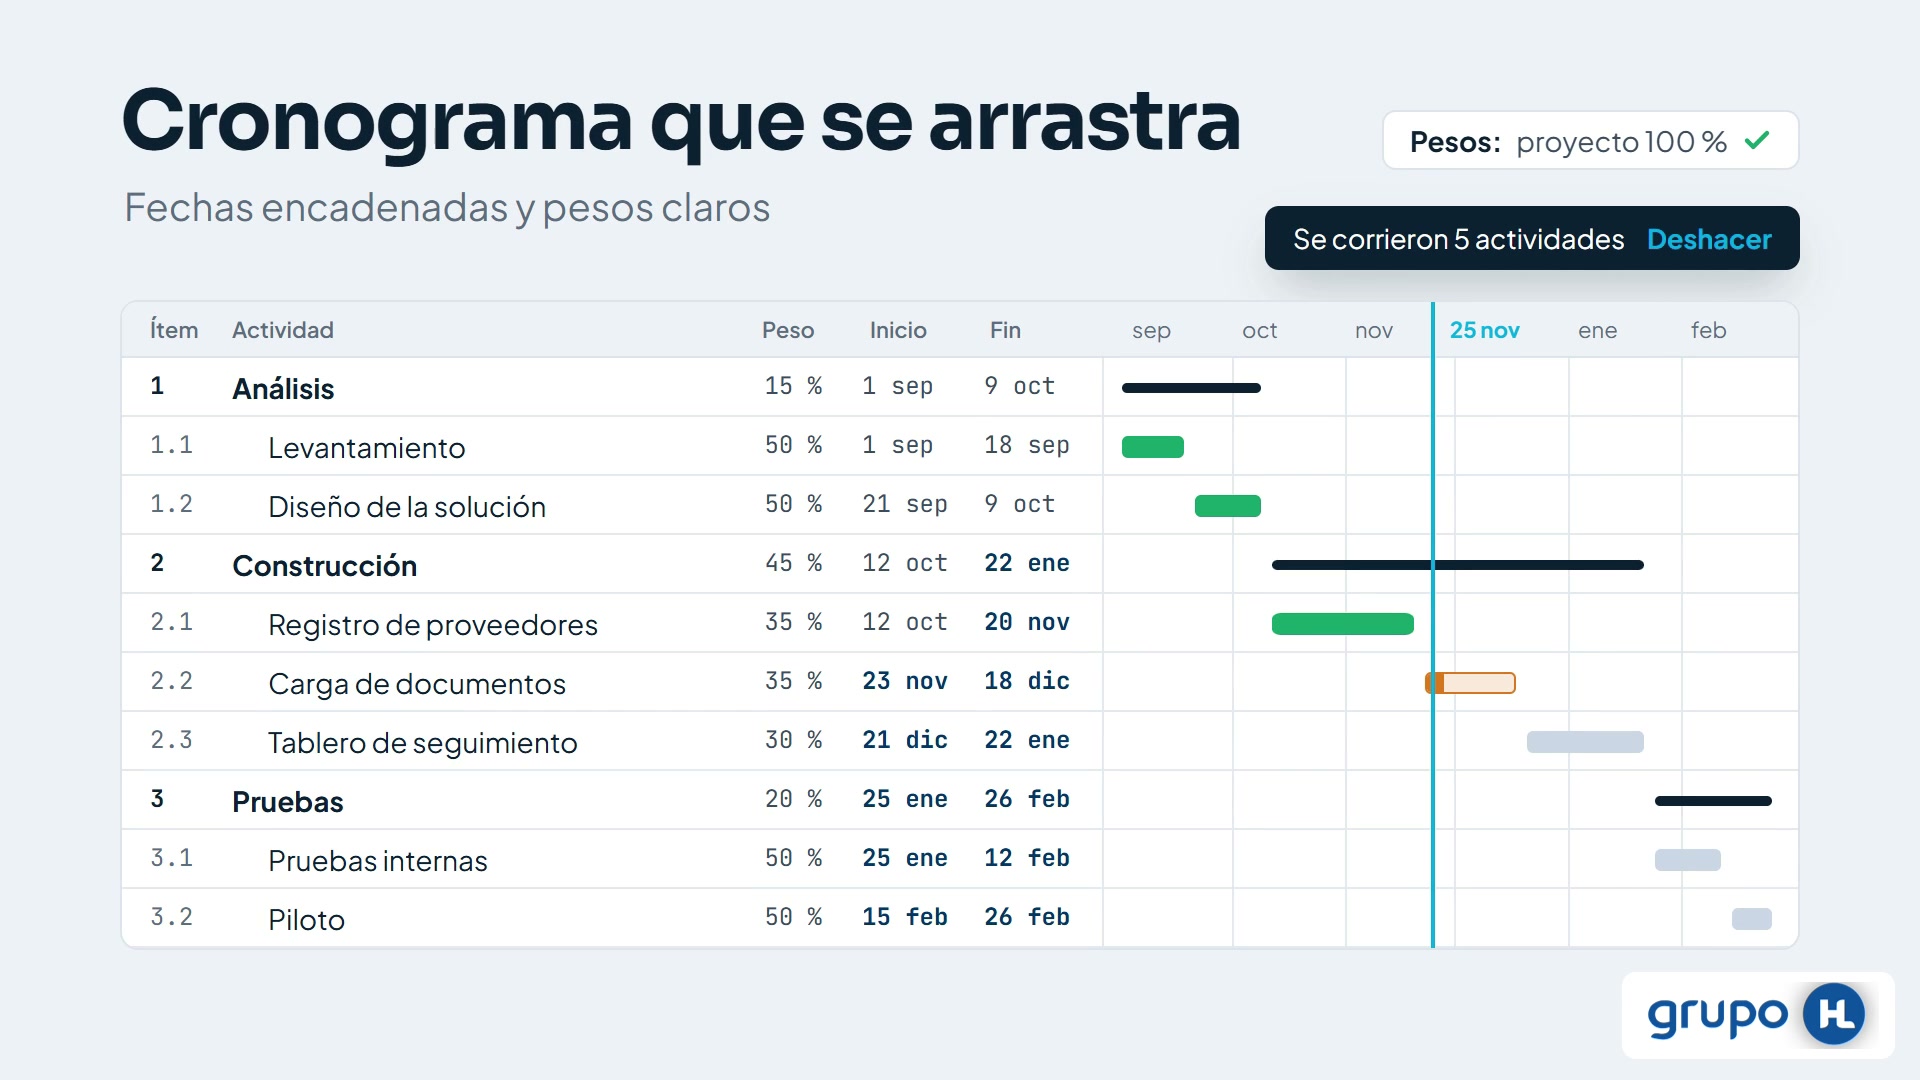 Cronograma que se arrastra
Pesos: proyecto 100 %
Fechas encadenadas y pesos claros
Se corrieron 5 actividades Deshacer
Ítem Actividad Peso Inicio Fin sep oct nov 25 nov ene feb
1 Análisis 15 % 1 sep 9 oct
1.1 Levantamiento 50 % 1 sep 18 sep
1.2 Diseño de la solución 50 % 21 sep 9 oct
2 Construcción 45 % 12 oct 22 ene
2.1 Registro de proveedores 35 % 12 oct 20 nov
2.2 Carga de documentos 35 % 23 nov 18 dic
2.3 Tablero de seguimiento 30 % 21 dic 22 ene
3 Pruebas 20 % 25 ene 26 feb
3.1 Pruebas internas 50 % 25 ene 12 feb
3.2 Piloto 50 % 15 feb 26 feb
grupo HL